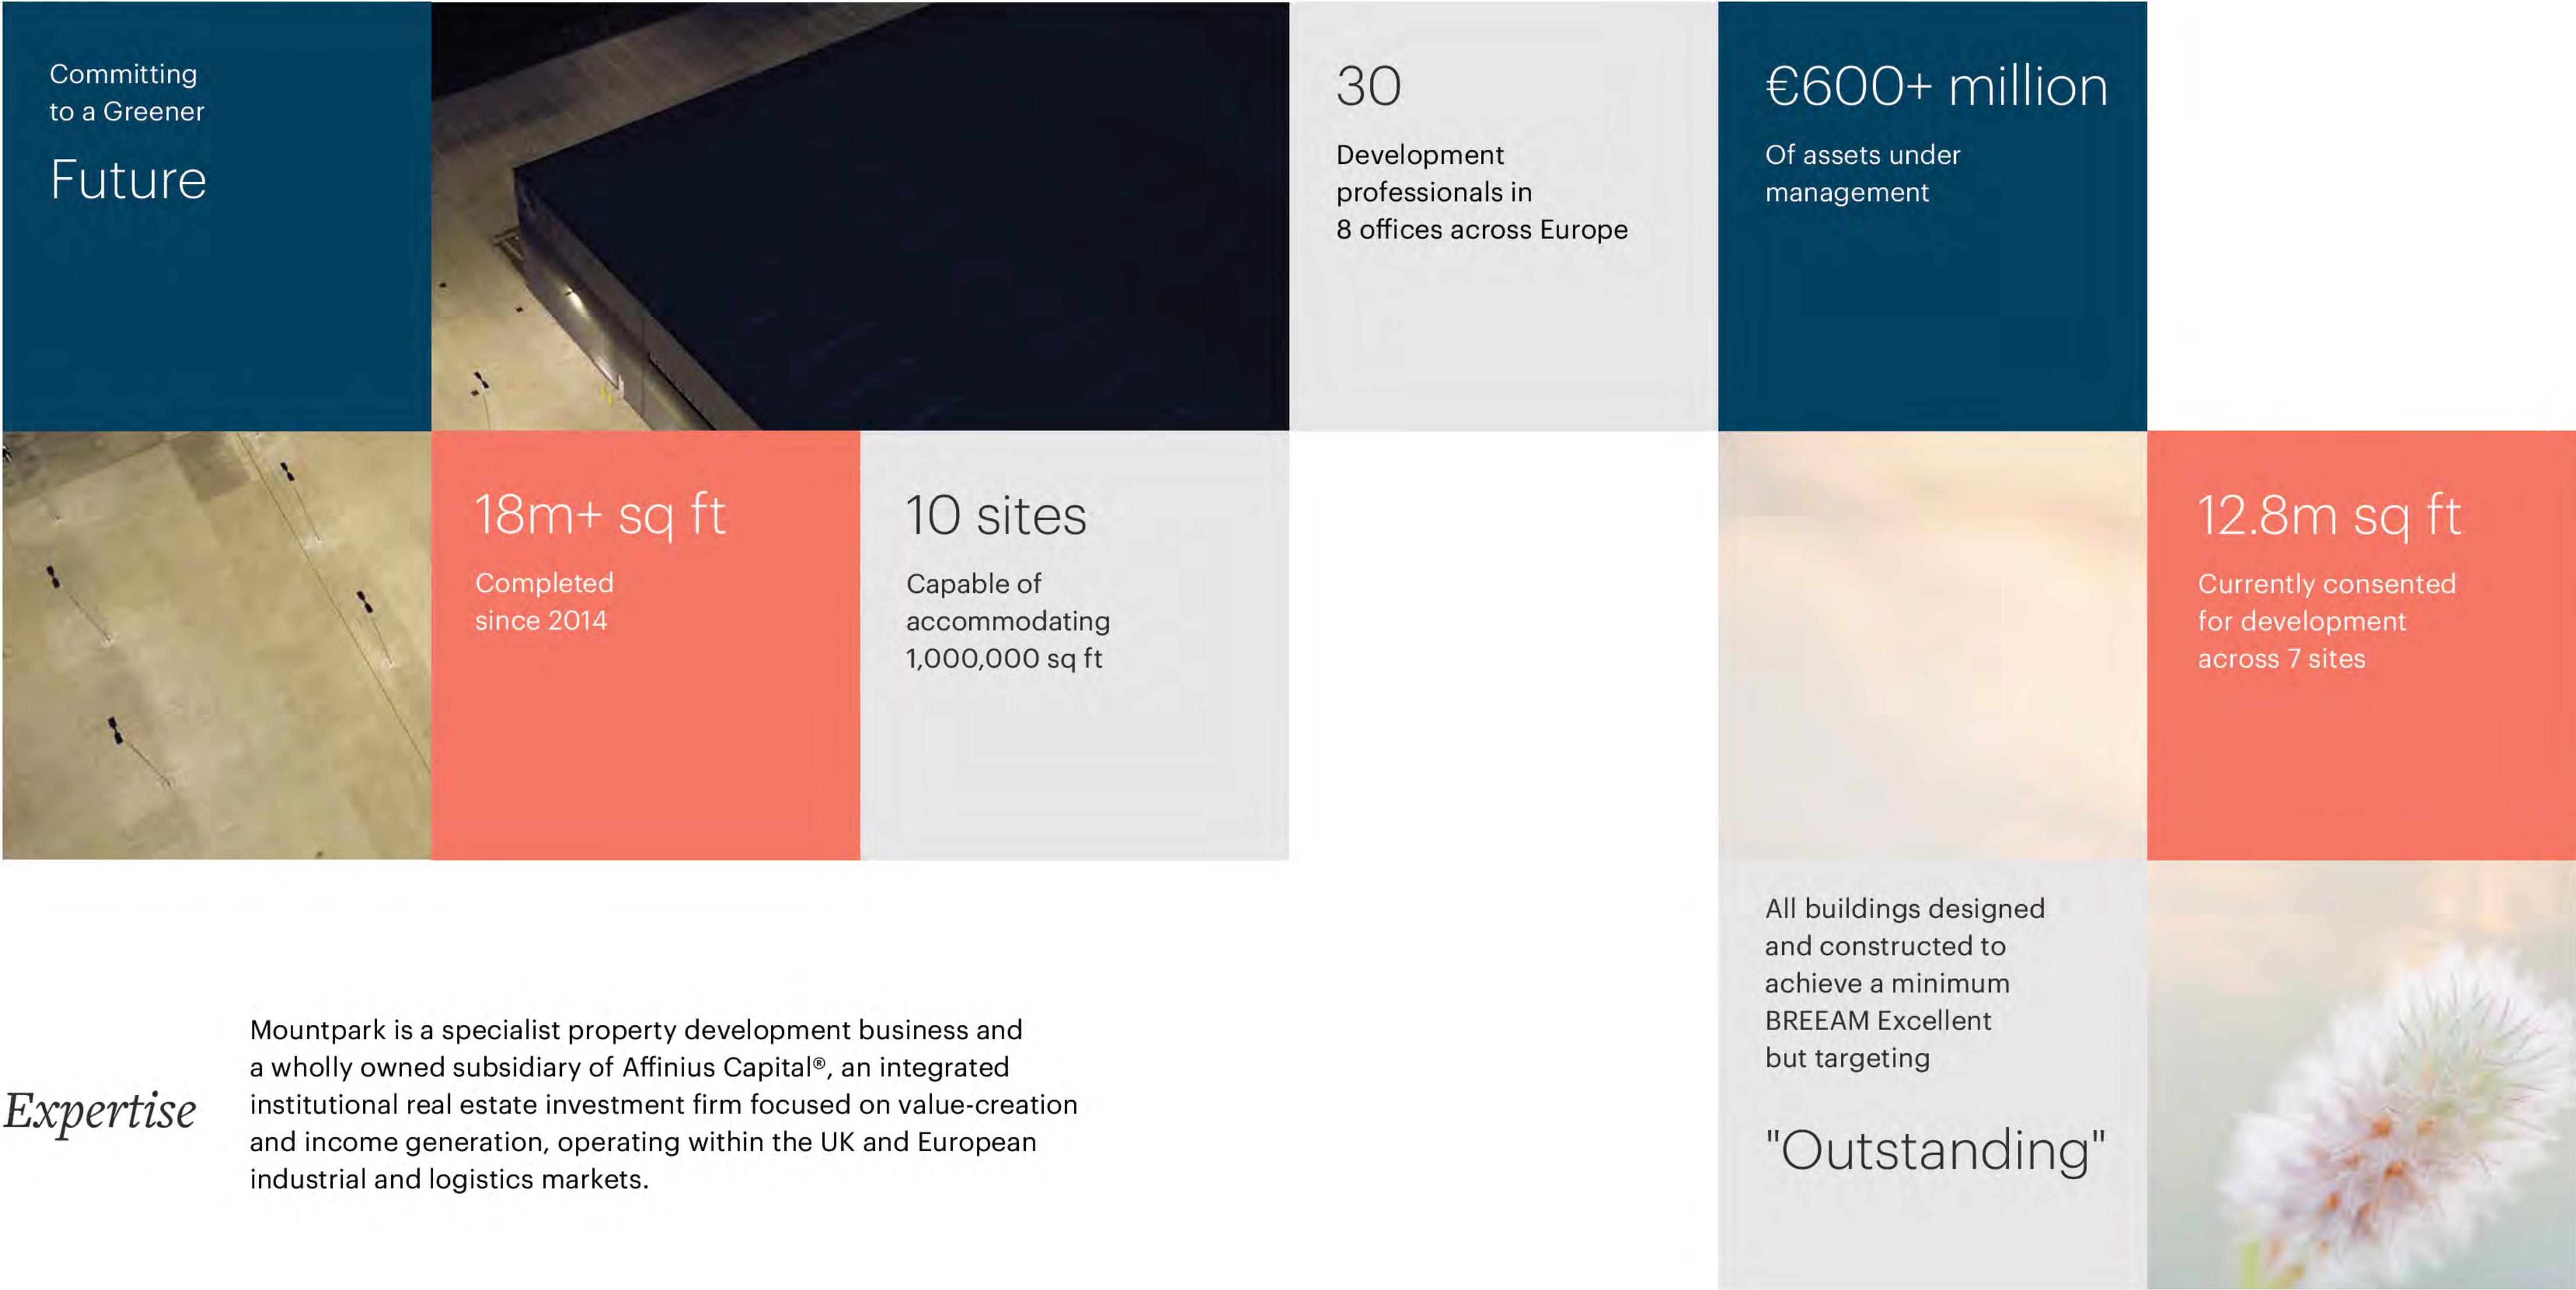 Committing
to a Greener
Future
30
Development
professionals in
8 offices across Europe
€600+ million
Of assets under
management
18m+ sq ft
Completed
since 2014
10 sites
Capable of
accommodating
1,000,000 sq ft
12.8m sq ft
Currently consented
for development
across 7 sites
All buildings designed
and constructed to
achieve a minimum
BREEAM Excellent
but targeting
"Outstanding"
Expertise
Mountpark is a specialist property development business and
a wholly owned subsidiary of Affinius Capital®, an integrated
institutional real estate investment firm focused on value-creation
and income generation, operating within the UK and European
industrial and logistics markets.